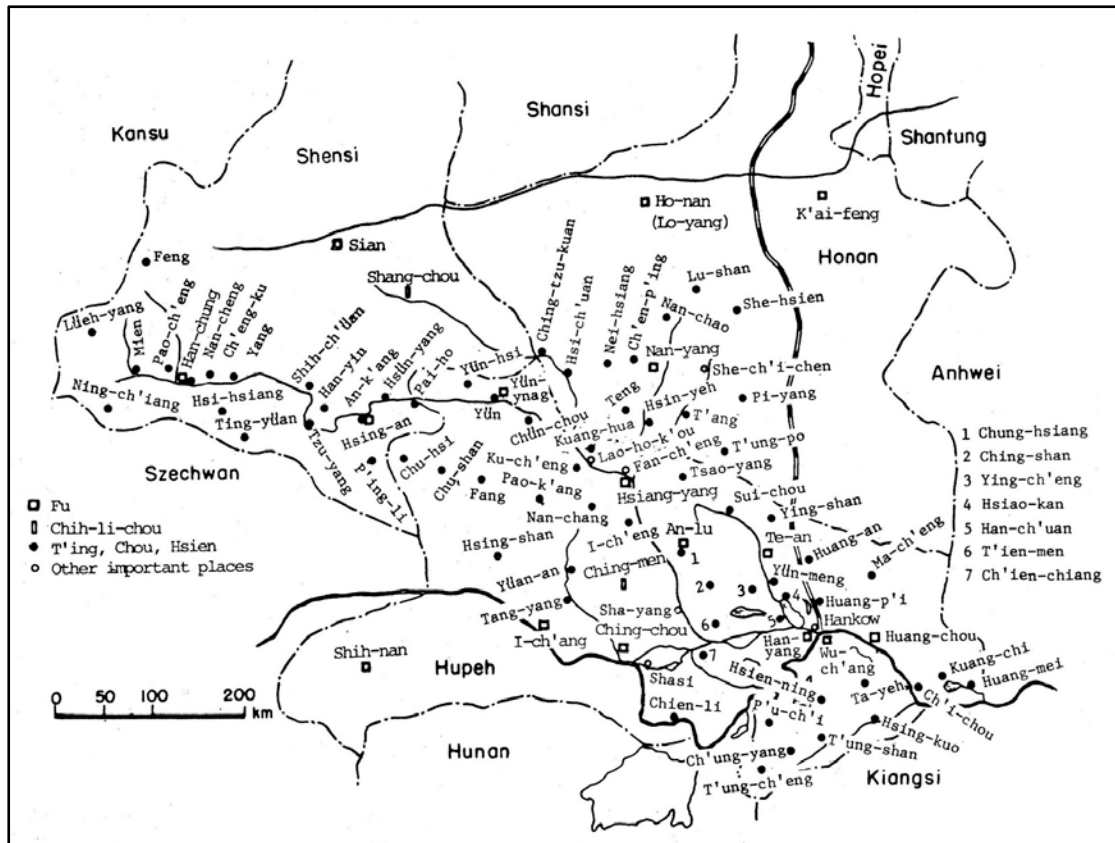 Hopei
Shansi
Kansu
Shantung
Shensi
Ho-nan
(Lo-yang)
K'ai-feng
Sian
Honan
Feng
Shang-chou
Ching-tzu-kuan
Hsi-ch'uan
Nei-hsiang
Ch'en-p'ing
Lu-shan
Nan-chao
She-hsien
Lüeh-yang
Mien
Pao-ch'eng
Han-chung
Nan-cheng
Ch'eng-ku
Yang
Shih-ch'üan
Han-yin
An-k'ang
Hsün-yang
Pai-ho
Yün-hsi
Yün-
ynag
Nan-yang
She-ch'i-chen
Anhwei
Ning-ch'iang
Hsi-hsiang
Ting-yüan
Hsing-an
Yün
Chün-chou
Teng
Hsin-yeh
T'ang
Pi-yang
Kuang-hua
Lao-ho-k'ou
Fan-ch'eng
T'ung-po
Szechwan
Tzu-yang
P'ing-li
Chu-hsi
Chu-shan
Ku-ch'eng
Fang
Pao-k'ang
Hsiang-yang
Tsao-yang
Sui-chou
Ying-shan
Nan-chang
I-ch'eng
An-lu
Te-an
Huang-an
Ma-ch'eng
Hsing-shan
Yüan-an
Ching-men
1
2
3
4
5
6
7
Yün-meng
Huang-p'i
Tang-yang
Sha-yang
Hankow
I-ch'ang
Ching-chou
Han-
yang
Wu-
ch'ang
Huang-chou
Shih-nan
Hupeh
Shasi
Hsien-ning
Kuang-chi
Huang-mei
Ta-yeh
Ch'i-chou
Chien-li
P'u-ch'i
Hsing-kuo
Hunan
Ch'ung-yang
T'ung-shan
T'ung-ch'eng
Kiangsi
1 Chung-hsiang
2 Ching-shan
3 Ying-ch'eng
4 Hsiao-kan
5 Han-ch'uan
6 T'ien-men
7 Ch'ien-chiang
Fu
Chih-li-chou
T'ing, Chou, Hsien
Other important places
0 50 100 200
km